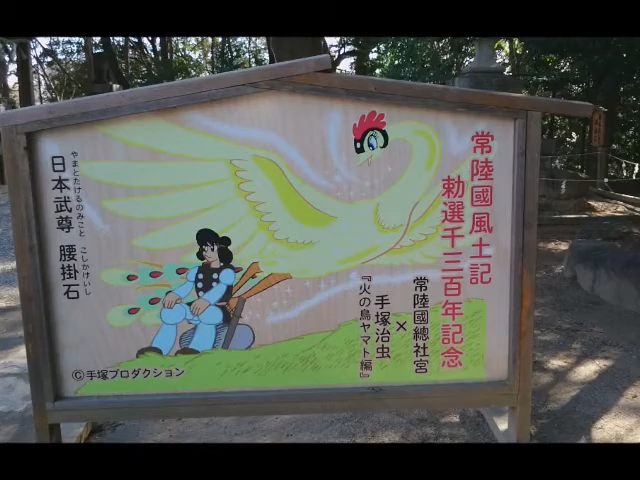 常陸國風土記
勅選千三百年記念
常陸國總社宮
×
手塚治虫
『火の鳥ヤマト編』
やまとたけるのみこと こしかけいし
日本武尊 腰掛石
©手塚プロダクション